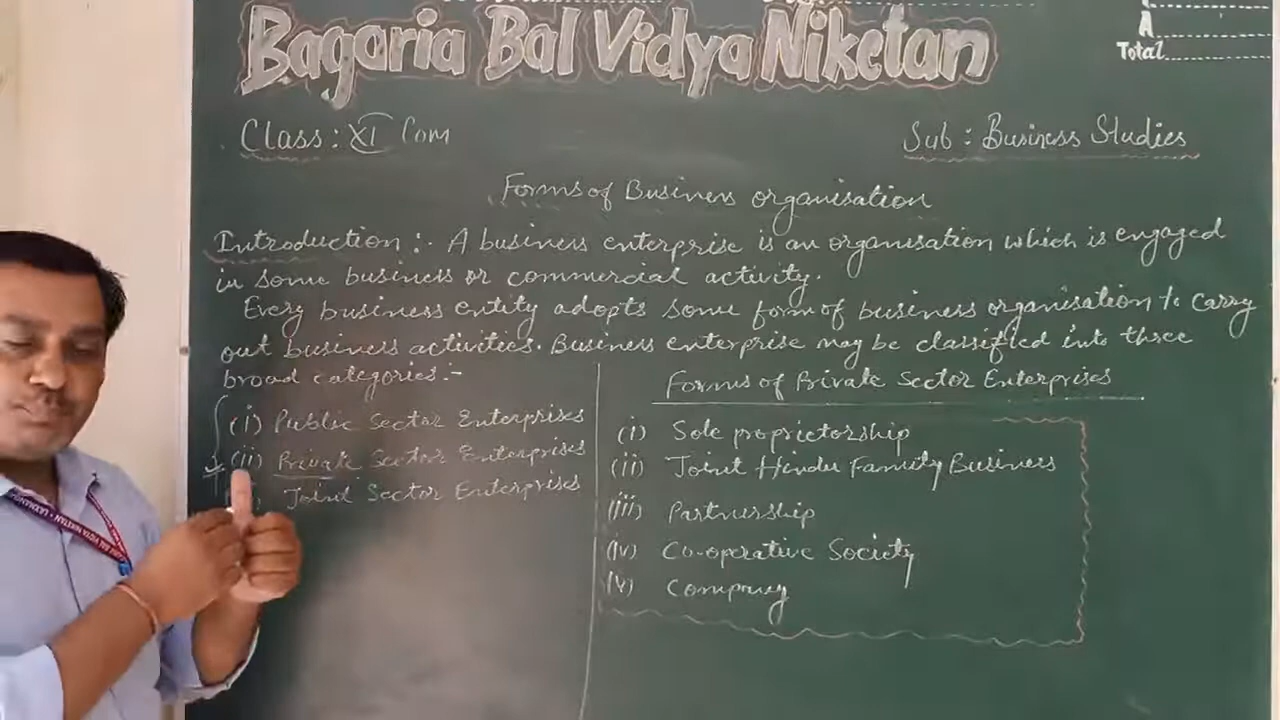 A
Total
Bagaria Bal Vidya Niketan
Class : XI Com
Sub : Business Studies
Forms of Business organisation
Introduction :- A business enterprise is an organisation which is engaged
in some business or commercial activity.
Every business entity adopts some form of business organisation to carry
out business activities. Business enterprise may be classified into three
broad categories :-
(i) Public Sector Enterprises
(ii) Private Sector Enterprises
Joint Sector Enterprises
Forms of Private Sector Enterprises
(i) Sole proprietorship
(ii) Joint Hindu Family Business
(iii) Partnership
(iv) Co-operative Society
(v) Company
BAL VIDYA NIKETAN